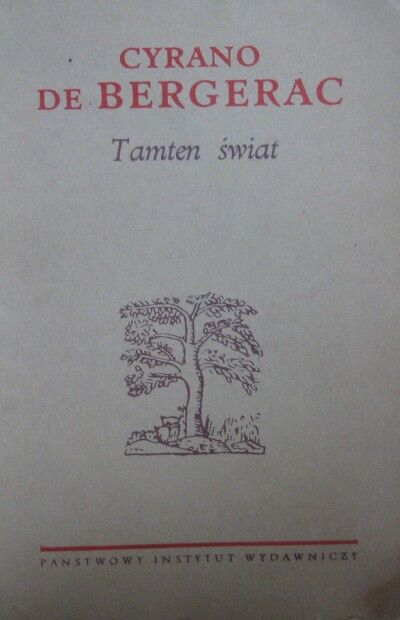 CYRANO
DE BERGERAC
Tamten świat
PAŃSTWOWY INSTYTUT WYDAWNICZY